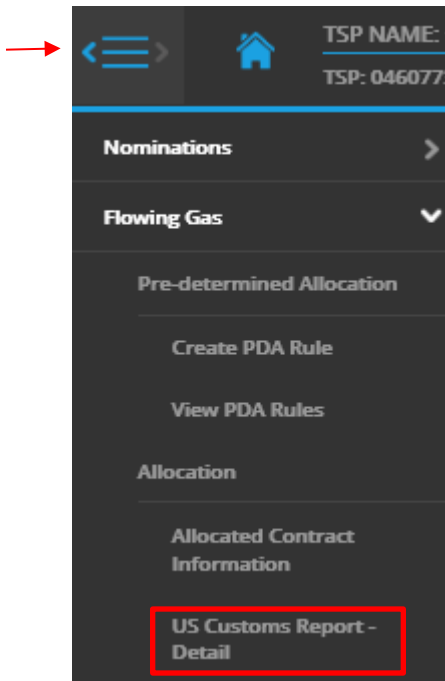 TSP NAME:
TSP: 046077
Nominations
Flowing Gas
Pre-determined Allocation
Create PDA Rule
View PDA Rules
Allocation
Allocated Contract
Information
US Customs Report -
Detail